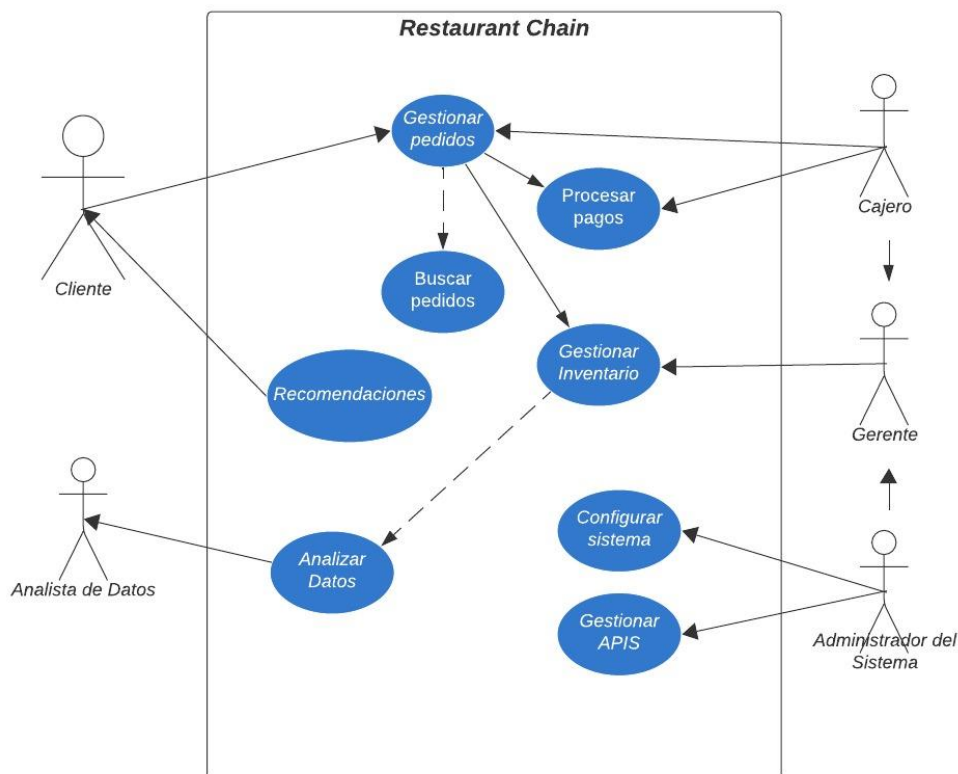 Restaurant Chain
Gestionar
pedidos
Procesar
pagos
Cajero
Buscar
pedidos
Cliente
Gestionar
Inventario
Recomendaciones
Gerente
Configurar
sistema
Analizar
Datos
Analista de Datos
Gestionar
APIS
Administrador del
Sistema